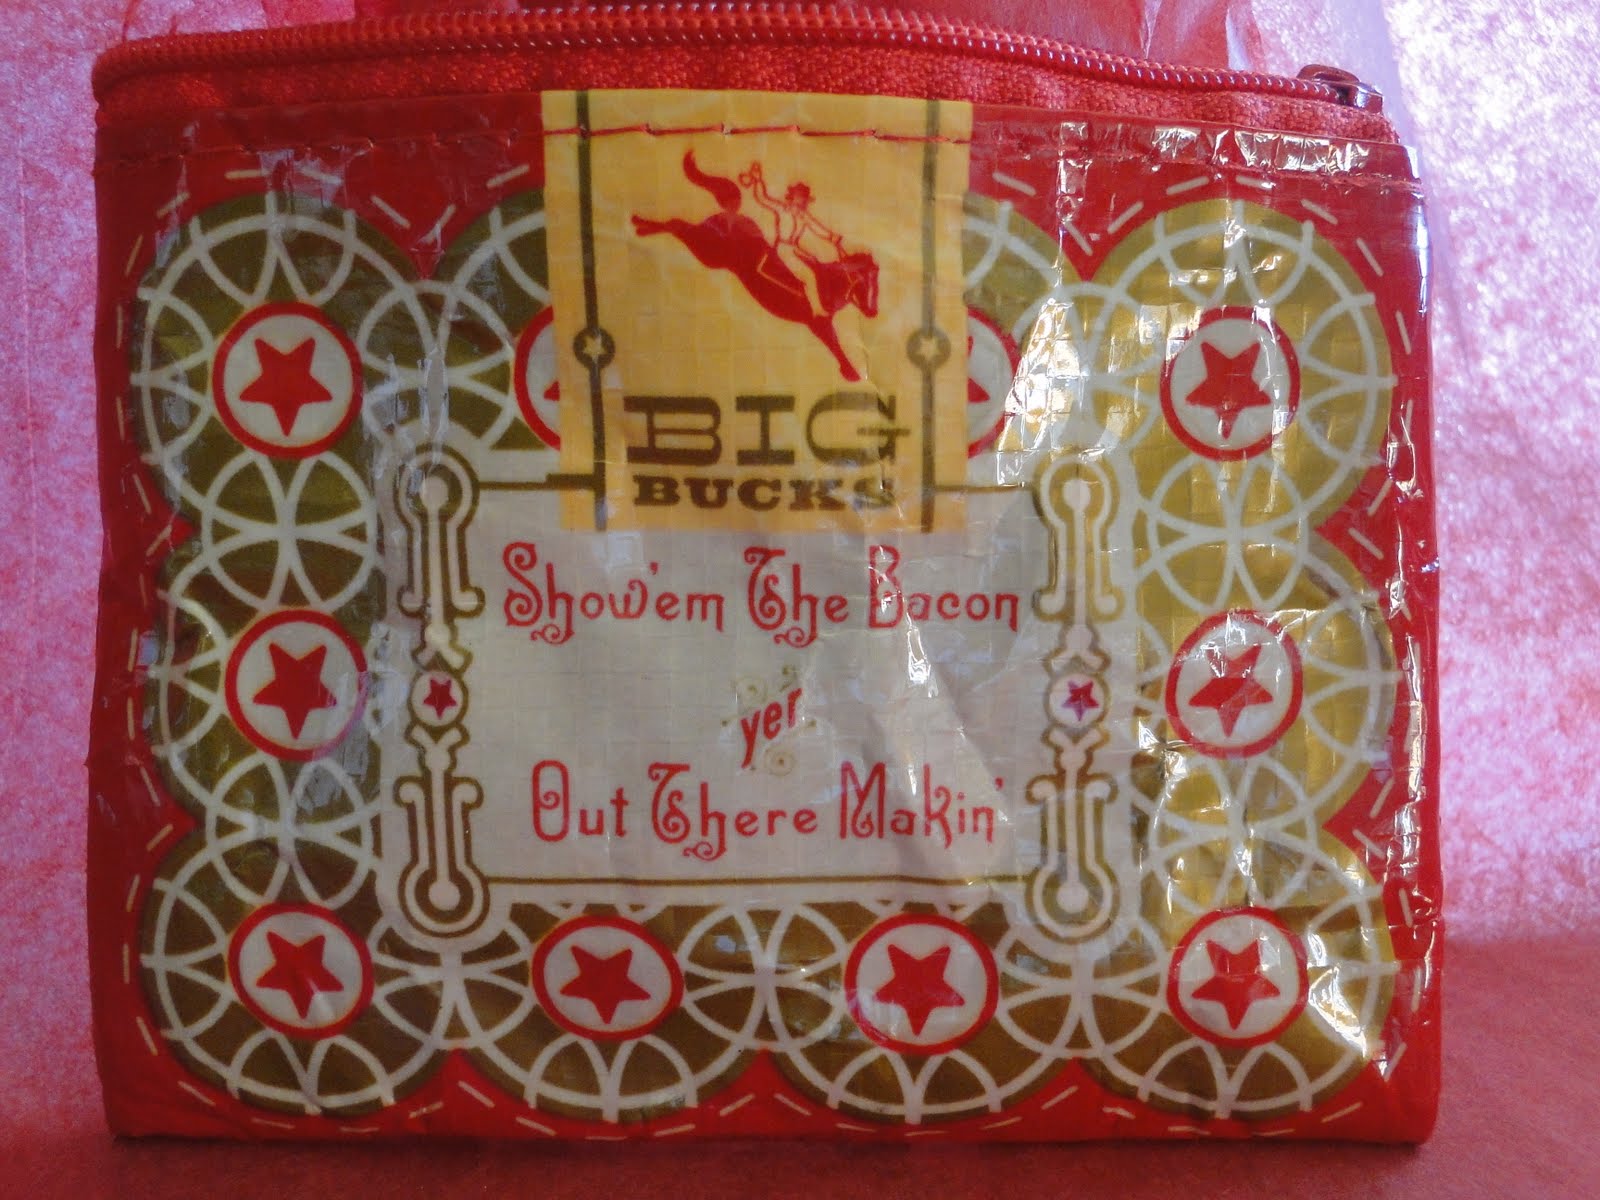 BIG
BUCKS
Show'em The Bacon
yer
Out There Makin'